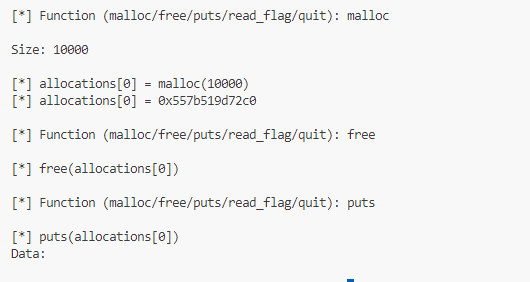 [*] Function (malloc/free/puts/read_flag/quit): malloc
Size: 10000
[*] allocations[0] = malloc(10000)
[*] allocations[0] = 0x557b519d72c0
[*] Function (malloc/free/puts/read_flag/quit): free
[*] free(allocations[0])
[*] Function (malloc/free/puts/read_flag/quit): puts
[*] puts(allocations[0])
Data: